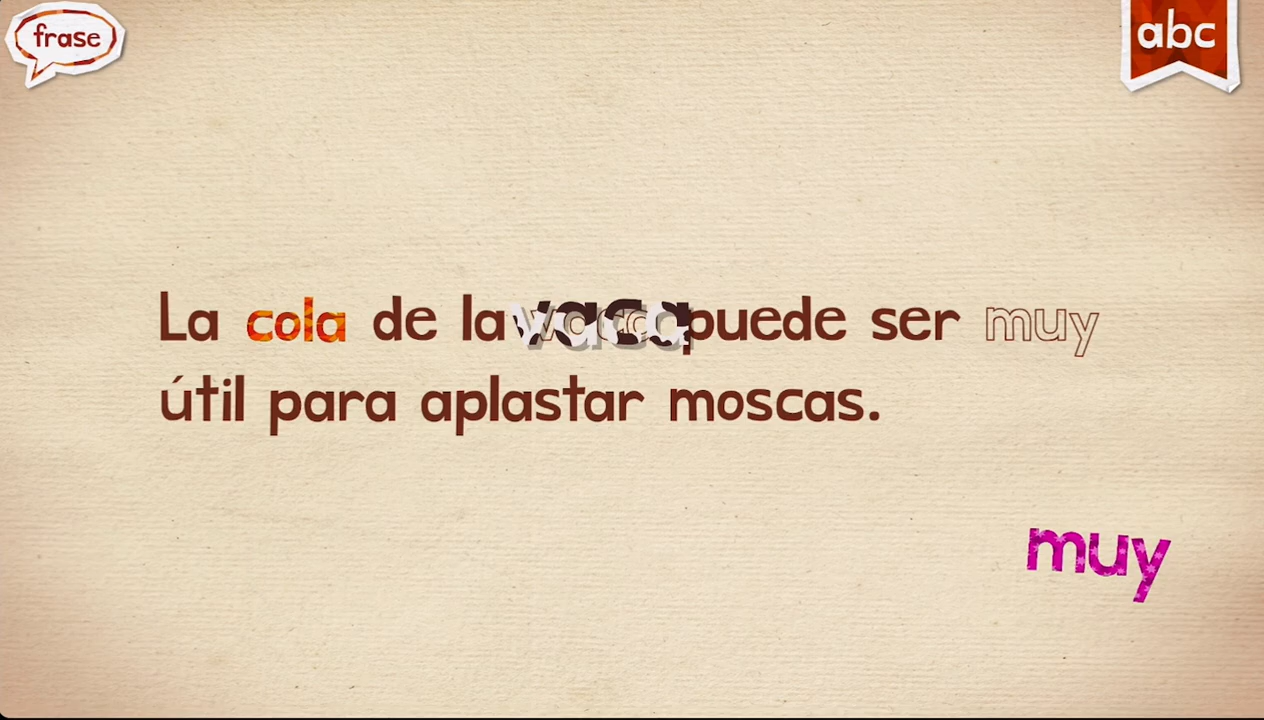 frase
abc
La cola de la vaca puede ser muy
útil para aplastar moscas.
muy